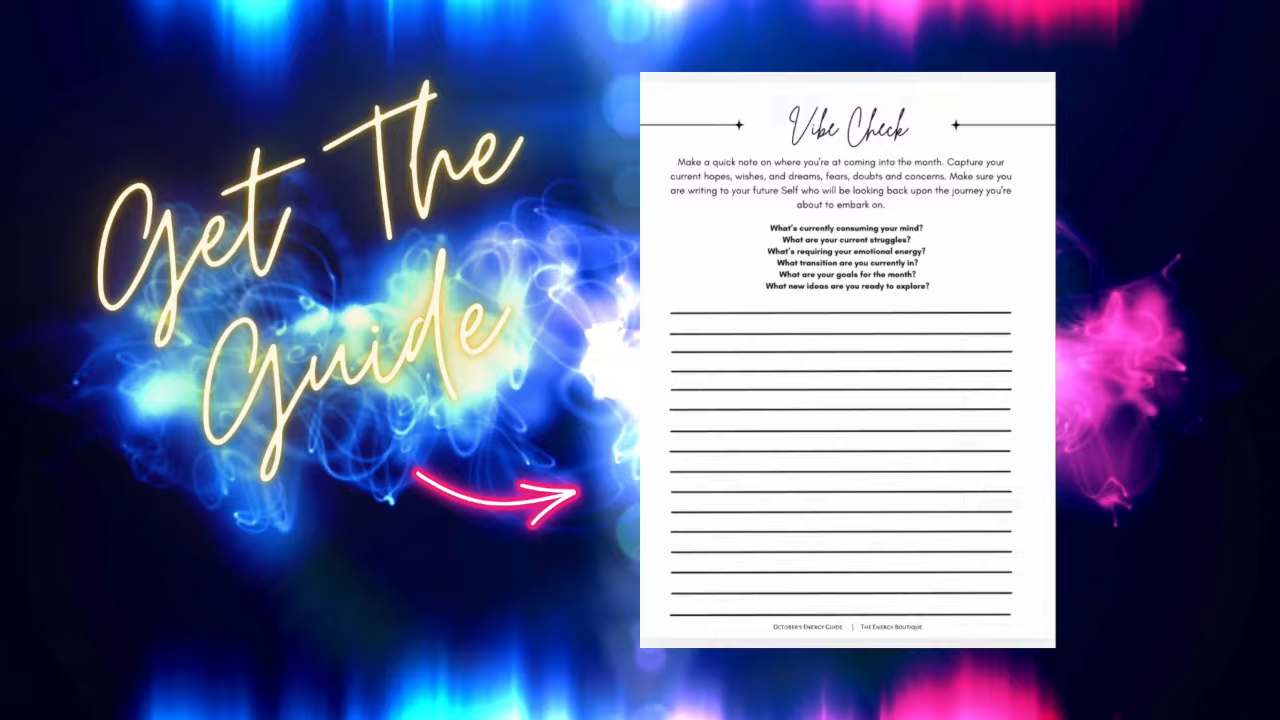 Get The
Guide
Vibe Check
Make a quick note on where you're at coming into the month. Capture your
current hopes, wishes, and dreams, fears, doubts and concerns. Make sure you
are writing to your future Self who will be looking back upon the journey you're
about to embark on.
What's currently consuming your mind?
What are your current struggles?
What's requiring your emotional energy?
What transition are you currently in?
What are your goals for the month?
What new ideas are you ready to explore?
October's Energy Guide | The Energy Boutique